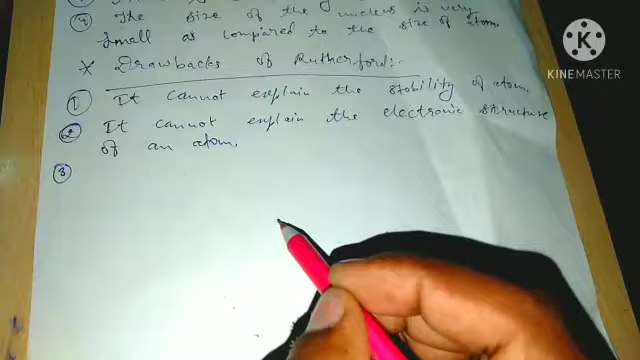 (4) The size of the nucleus is very
small as compared to the size of atom.
* Drawbacks of Rutherford:-
① It cannot explain the stability of atom.
② It cannot explain the electronic structure
of an atom.
③
KINEMASTER